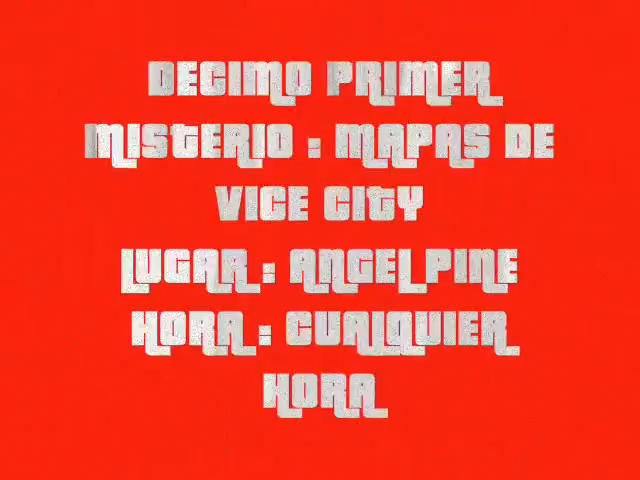 DECIMO PRIMER
MISTERIO : MAPAS DE
VICE CITY
LUGAR : ANGELPINE
HORA : CUALQUIER
HORA